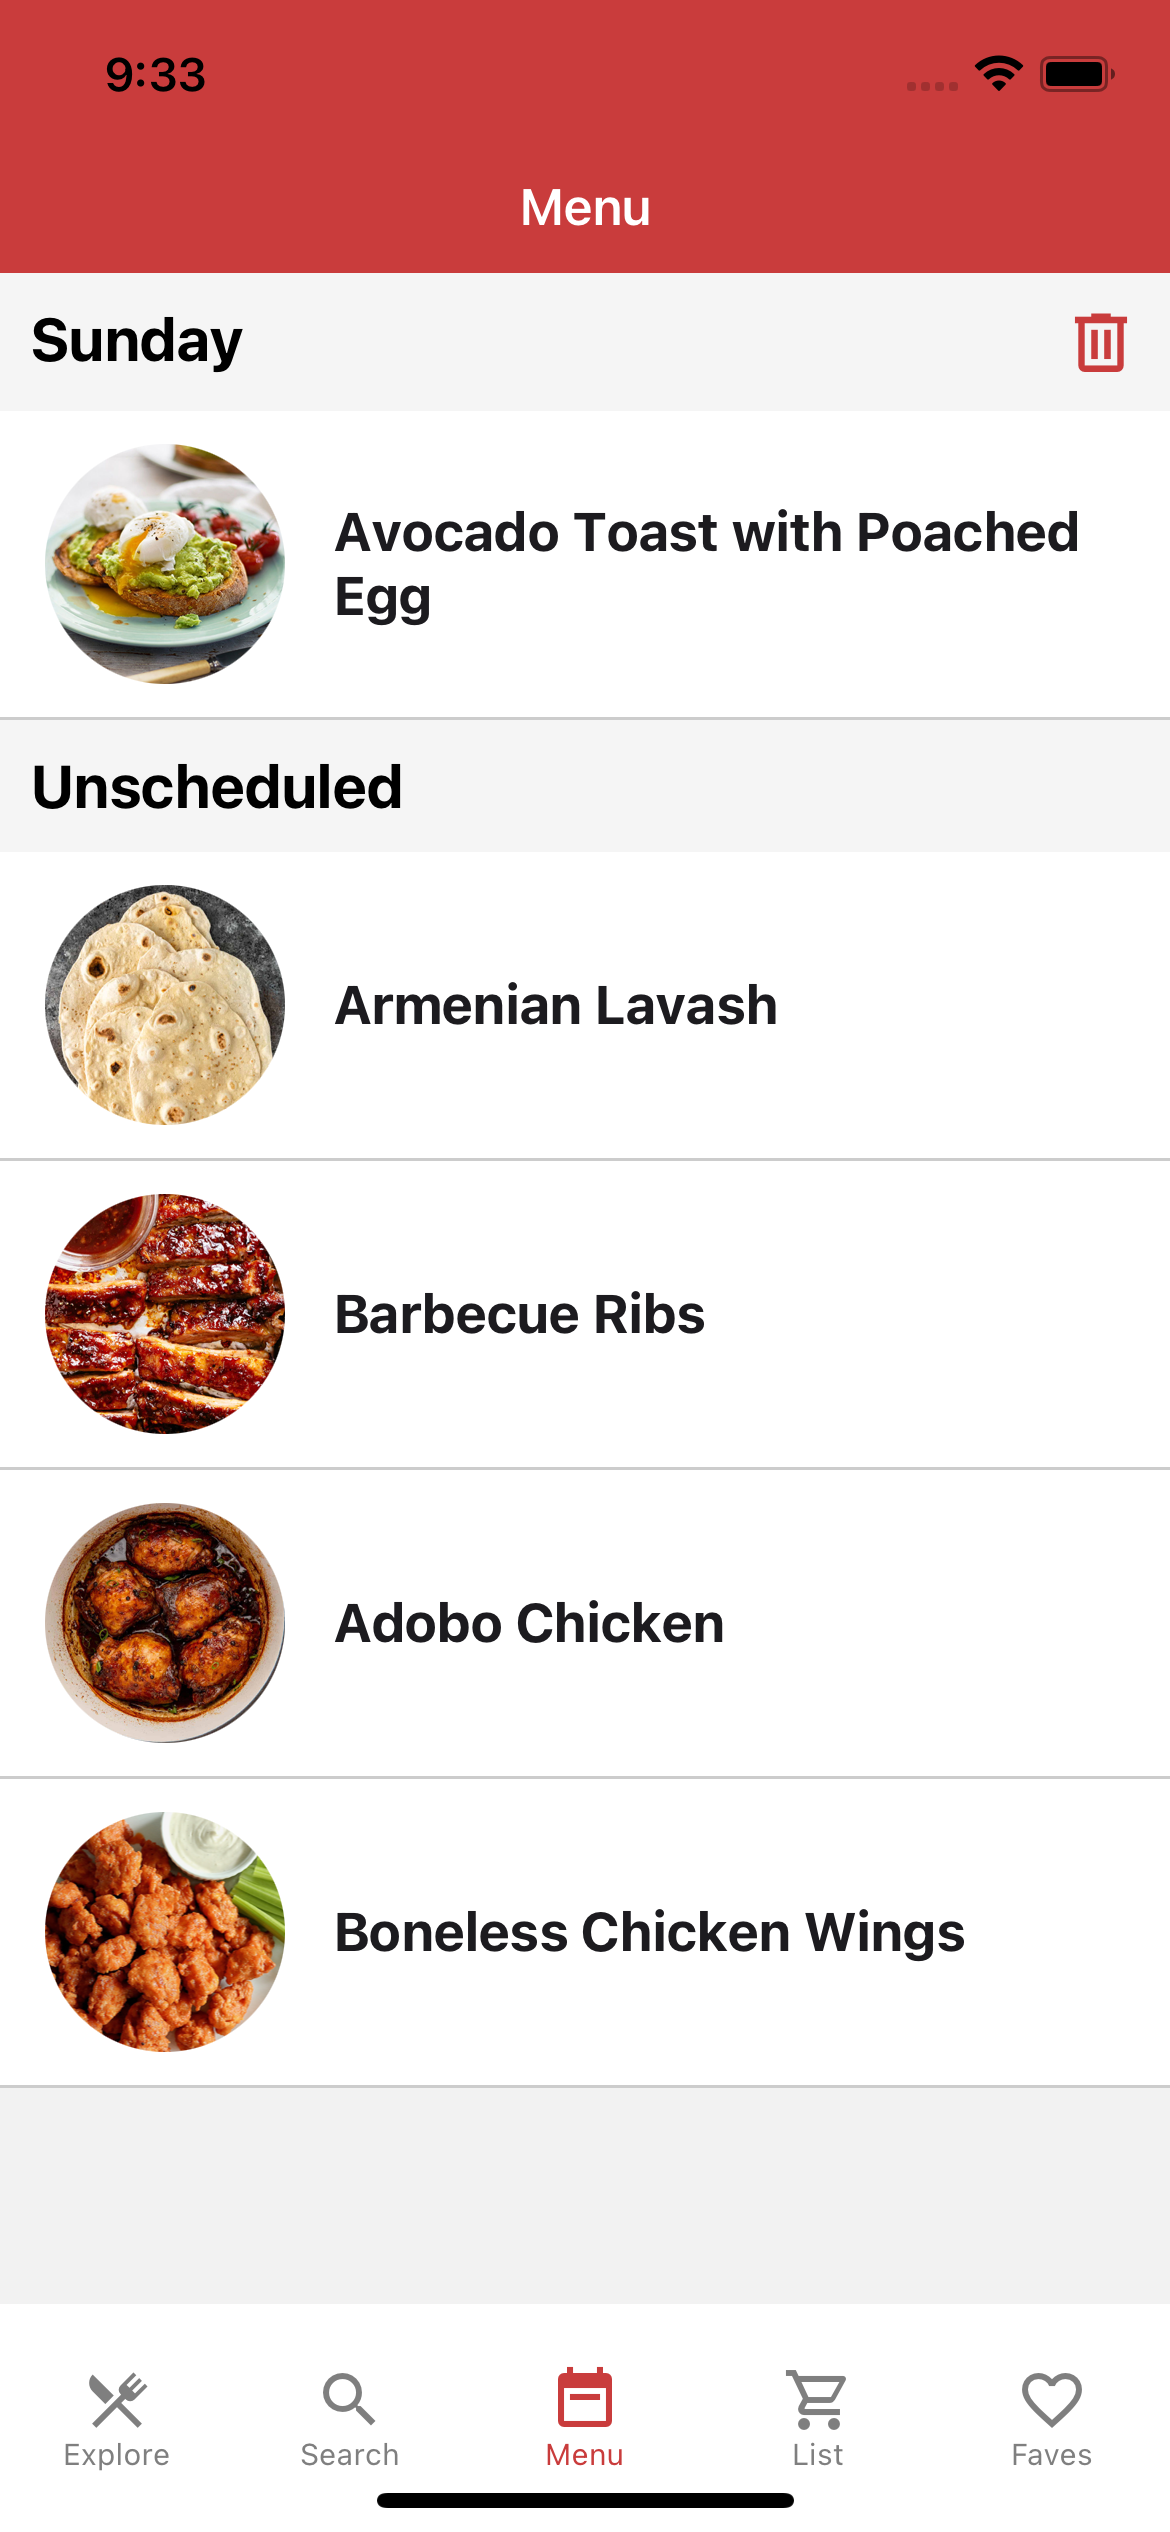 9:33
Menu
Sunday
Avocado Toast with Poached
Egg
Unscheduled
Armenian Lavash
Barbecue Ribs
Adobo Chicken
Boneless Chicken Wings
Explore
Search
Menu
List
Faves